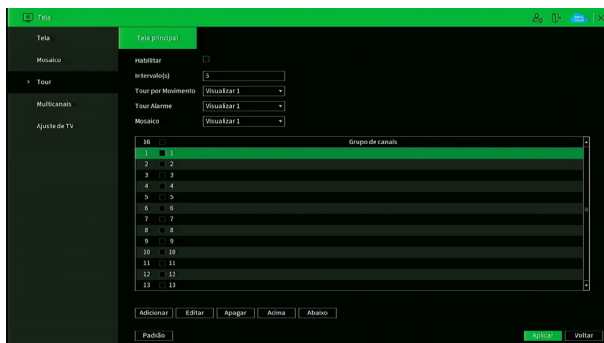 Tela
Tela
Tela principal
Mosaico
Habilitar
Intervalo(s) 5
Tour
Tour por Movimento Visualizar 1
Multicanais
Tour Alarme Visualizar 1
Mosaico Visualizar 1
Ajuste de TV
16 Grupo de canais
1 1
2 2
3 3
4 4
5 5
6 6
7 7
8 8
9 9
10 10
11 11
12 12
13 13
Adicionar Editar Apagar Acima Abaixo
Padrão Aplicar Voltar